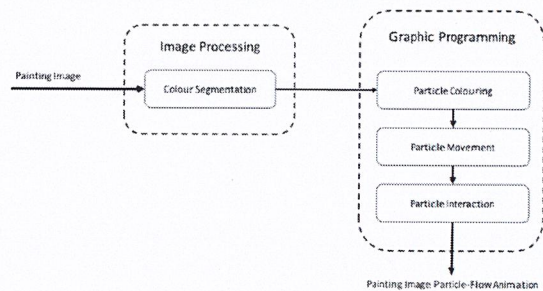 Image Processing
Graphic Programming
Painting Image
Colour Segmentation
Particle Colouring
Particle Movement
Particle Interaction
Painting Image Particle-Flow Animation